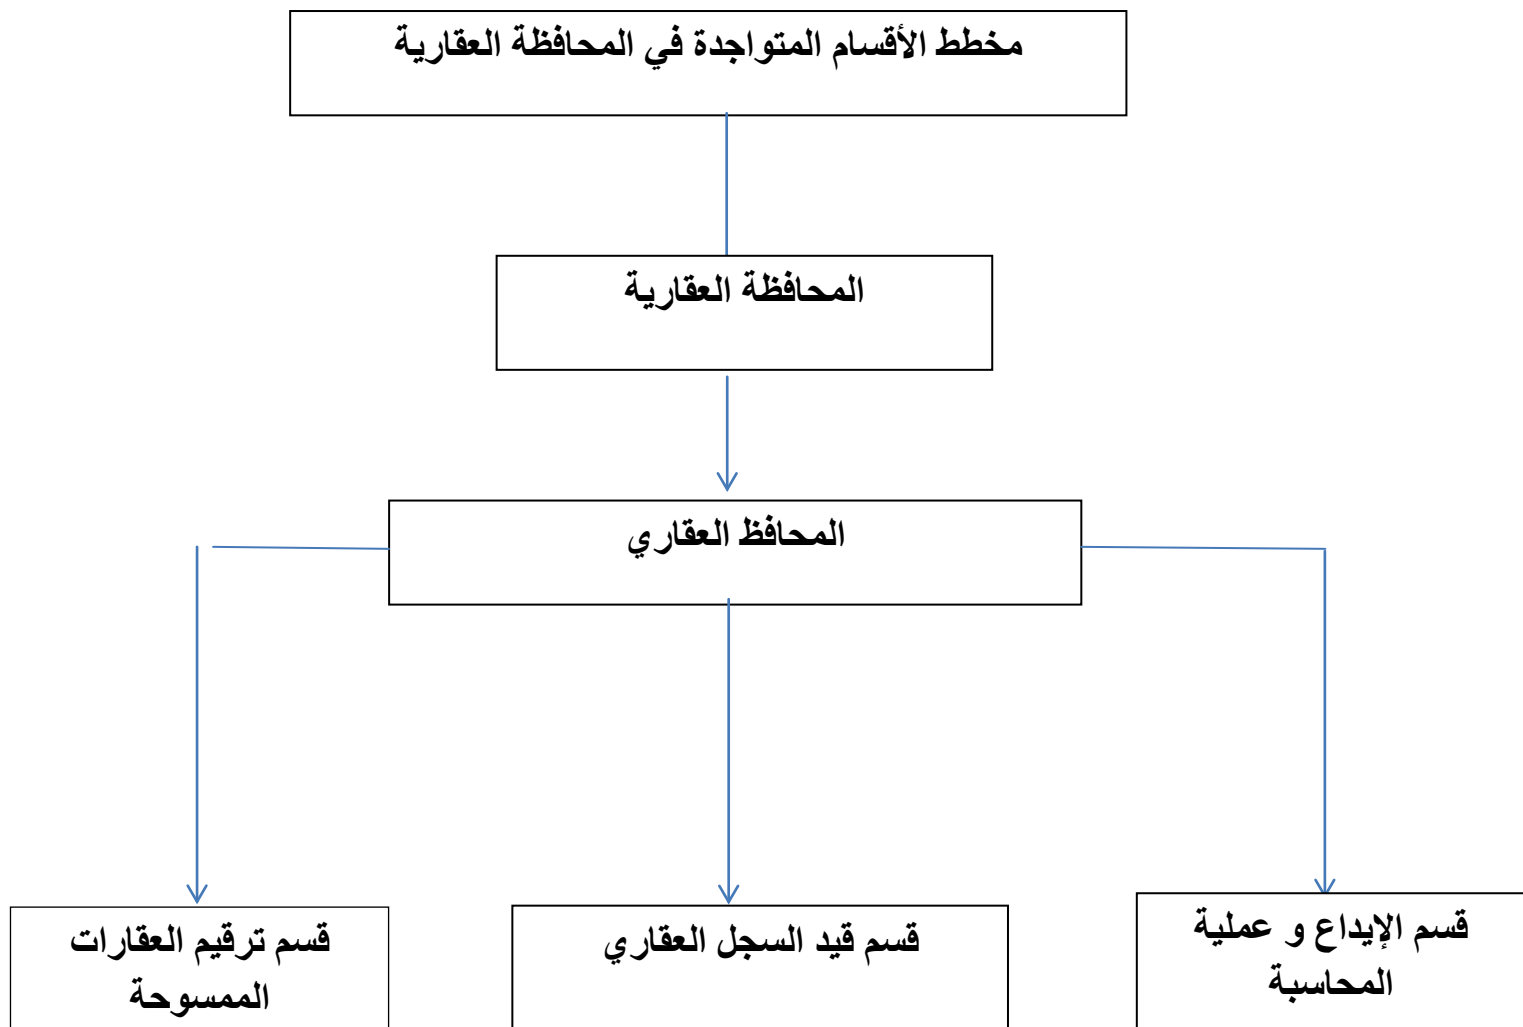 مخطط الأقسام المتواجدة في المحافظة العقارية
المحافظة العقارية
المحافظ العقاري
قسم الإيداع و عملية
المحاسبة
قسم قيد السجل العقاري
قسم ترقيم العقارات
الممسوحة